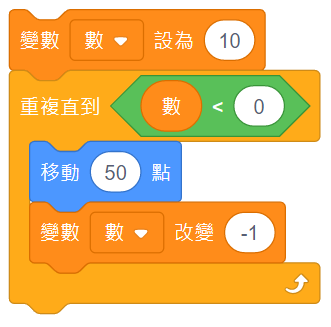 變數 數 設為 10
重複直到 數 < 0
移動 50 點
變數 數 改變 -1